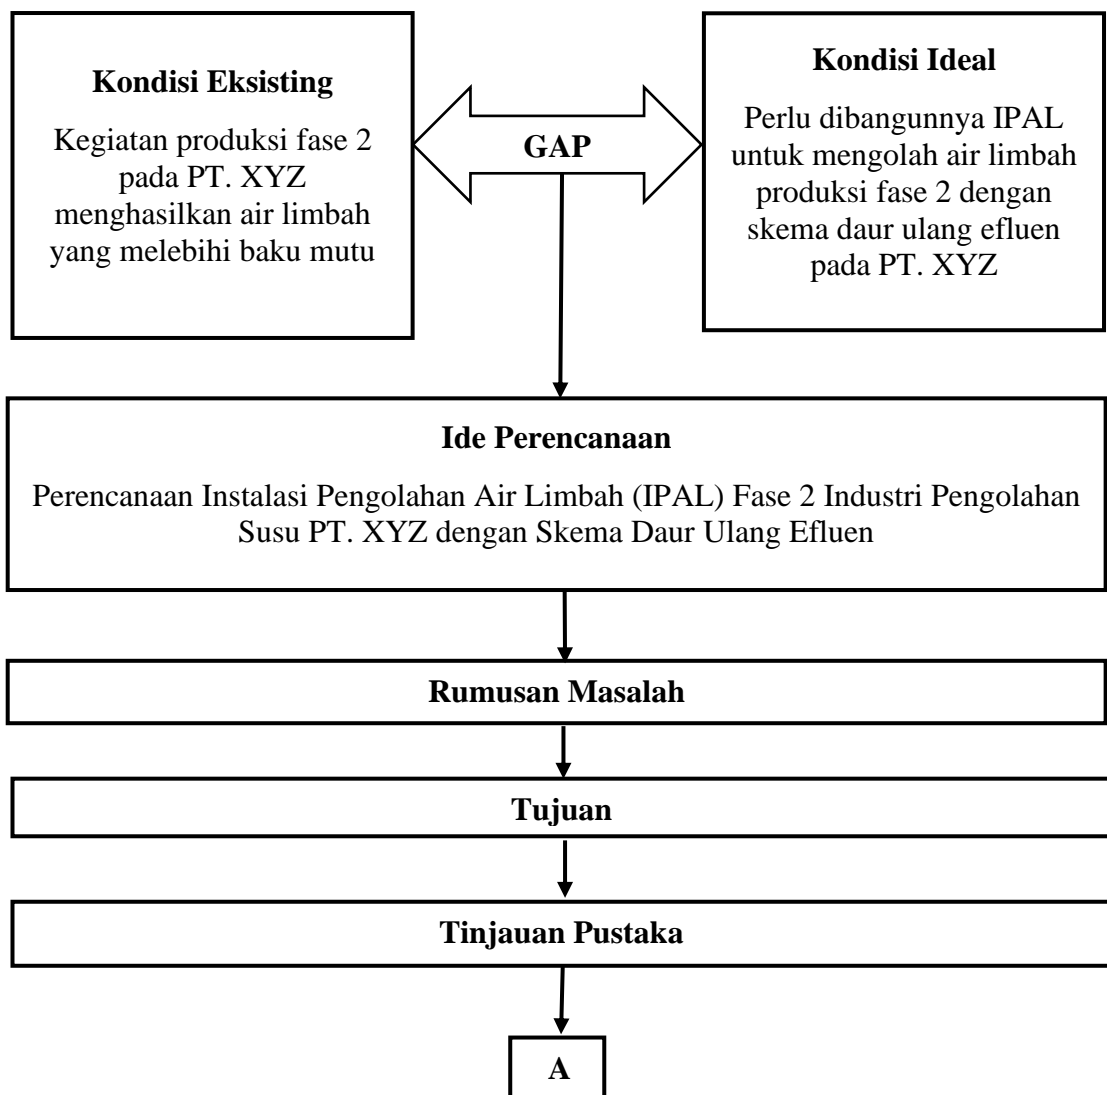 Kondisi Eksisting
Kegiatan produksi fase 2
pada PT. XYZ
menghasilkan air limbah
yang melebihi baku mutu
GAP
Kondisi Ideal
Perlu dibangunnya IPAL
untuk mengolah air limbah
produksi fase 2 dengan
skema daur ulang efluen
pada PT. XYZ
Ide Perencanaan
Perencanaan Instalasi Pengolahan Air Limbah (IPAL) Fase 2 Industri Pengolahan
Susu PT. XYZ dengan Skema Daur Ulang Efluen
Rumusan Masalah
Tujuan
Tinjauan Pustaka
A